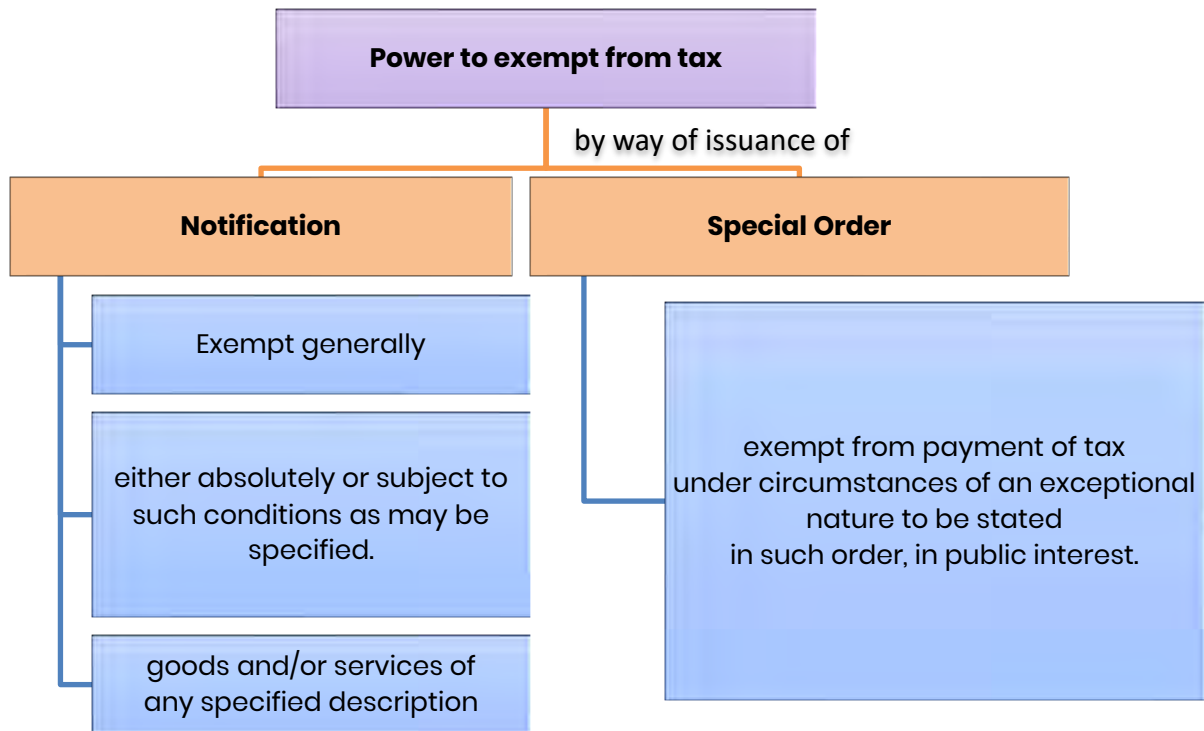 Power to exempt from tax
by way of issuance of
Notification
Special Order
Exempt generally
either absolutely or subject to
such conditions as may be
specified.
goods and/or services of
any specified description
exempt from payment of tax
under circumstances of an exceptional
nature to be stated
in such order, in public interest.